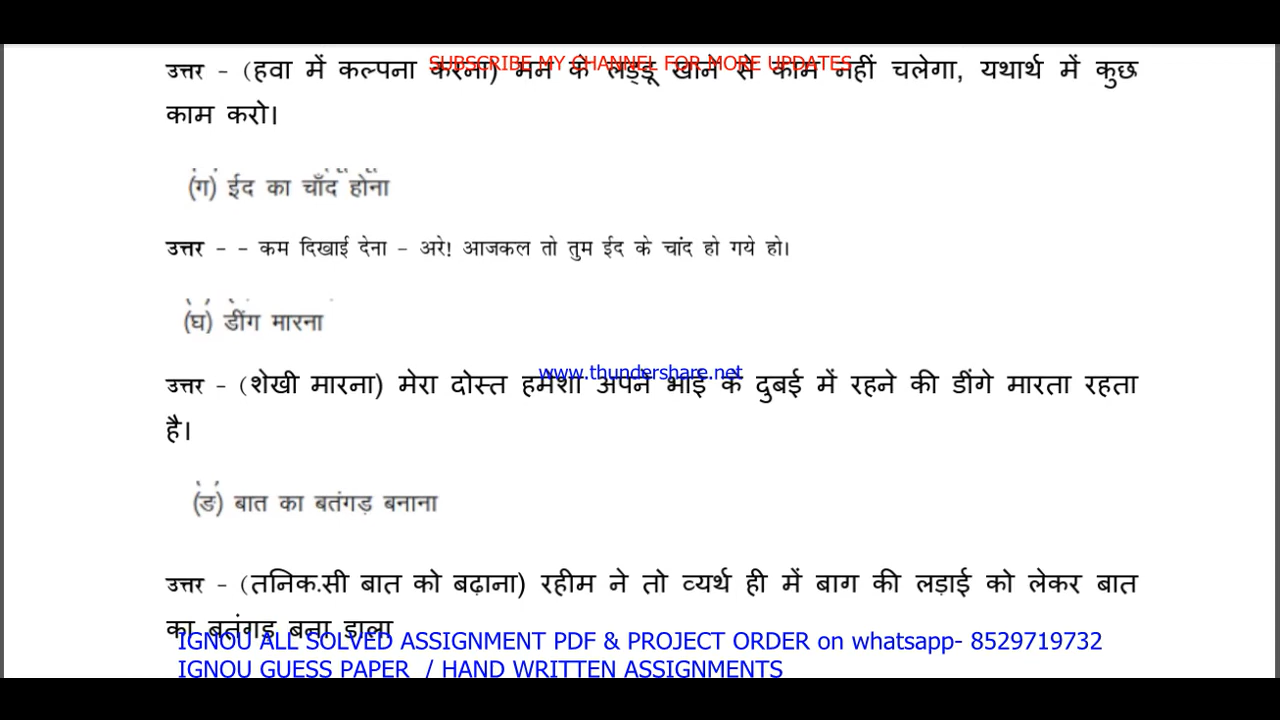 SUBSCRIBE MY CHANNEL FOR MORE UPDATES
उत्तर - (हवा में कल्पना करना) मन के लड्डू खाने से काम नहीं चलेगा, यथार्थ में कुछ
काम करो।
(ग) ईद का चाँद होना
उत्तर - - कम दिखाई देना - अरे! आजकल तो तुम ईद के चांद हो गये हो।
(घ) डींग मारना
www.thundershare.net
उत्तर - (शेखी मारना) मेरा दोस्त हमेशा अपने भाई के दुबई में रहने की डींगे मारता रहता
है।
(ङ) बात का बतंगड़ बनाना
उत्तर - (तनिक.सी बात को बढ़ाना) रहीम ने तो व्यर्थ ही में बाग की लड़ाई को लेकर बात
का बतंगड़ बना डाला
IGNOU ALL SOLVED ASSIGNMENT PDF & PROJECT ORDER on whatsapp- 8529719732
IGNOU GUESS PAPER / HAND WRITTEN ASSIGNMENTS